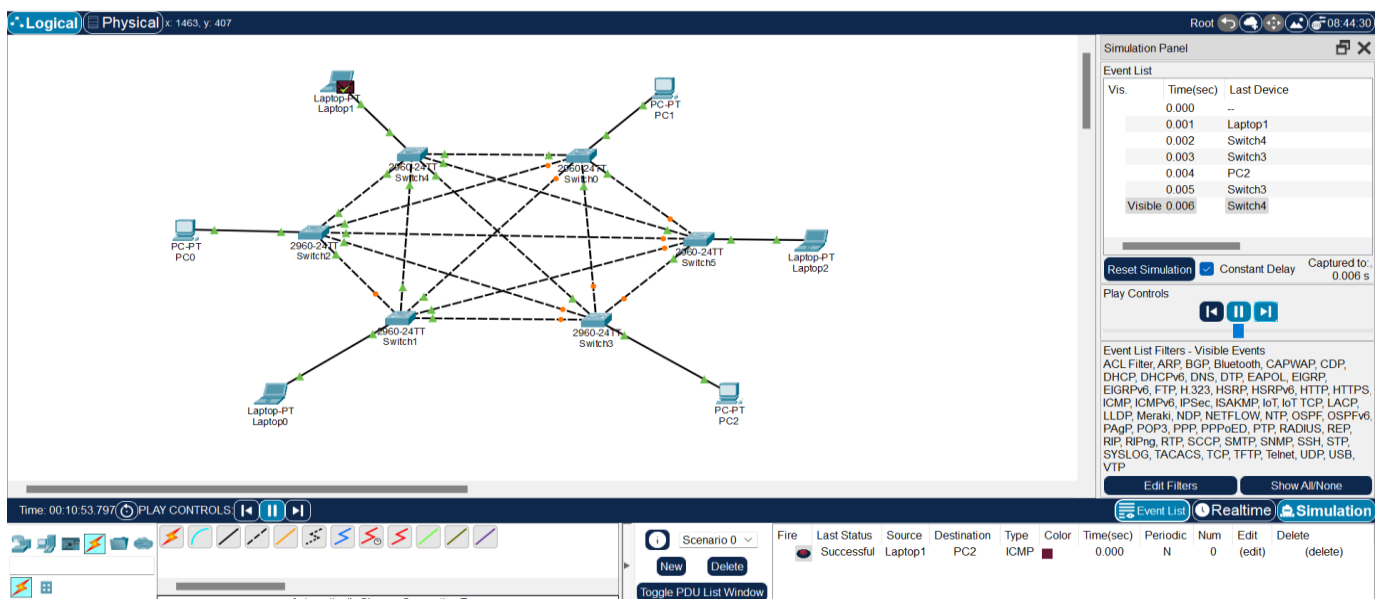 Logical Physical x: 1463, y: 407 Root 08:44:30
Simulation Panel
Event List
Vis. Time(sec) Last Device
0.000 --
0.001 Laptop1
0.002 Switch4
0.003 Switch3
0.004 PC2
0.005 Switch3
Visible 0.006 Switch4
Reset Simulation Constant Delay Captured to:
0.006 s
Play Controls
Event List Filters - Visible Events
ACL Filter, ARP, BGP, Bluetooth, CAPWAP, CDP,
DHCP, DHCPv6, DNS, DTP, EAPOL, EIGRP,
EIGRPv6, FTP, H.323, HSRP, HSRPv6, HTTP, HTTPS,
ICMP, ICMPv6, IPSec, ISAKMP, IoT, IoT TCP, LACP,
LLDP, Meraki, NDP, NETFLOW, NTP, OSPF, OSPFv6,
PAgP, POP3, PPP, PPPoED, PTP, RADIUS, REP,
RIP, RIPng, RTP, SCCP, SMTP, SNMP, SSH, STP,
SYSLOG, TACACS, TCP, TFTP, Telnet, UDP, USB,
VTP
Edit Filters Show All/None
Laptop-PT
Laptop1
PC-PT
PC1
2960-24TT
Switch4
2960-24TT
Switch0
PC-PT
PC0
2960-24TT
Switch2
2960-24TT
Switch5
Laptop-PT
Laptop2
2960-24TT
Switch1
2960-24TT
Switch3
Laptop-PT
Laptop0
PC-PT
PC2
Time: 00:10:53.797 PLAY CONTROLS: Event List Realtime Simulation
Scenario 0
New Delete
Toggle PDU List Window
Fire Last Status Source Destination Type Color Time(sec) Periodic Num Edit Delete
Successful Laptop1 PC2 ICMP 0.000 N 0 (edit) (delete)